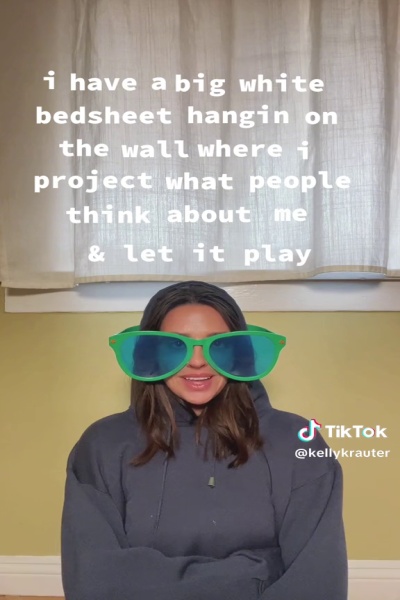 i have a big white
bedsheet hangin on
the wall where i
project what people
think about me
& let it play
TikTok
@kellykrauter